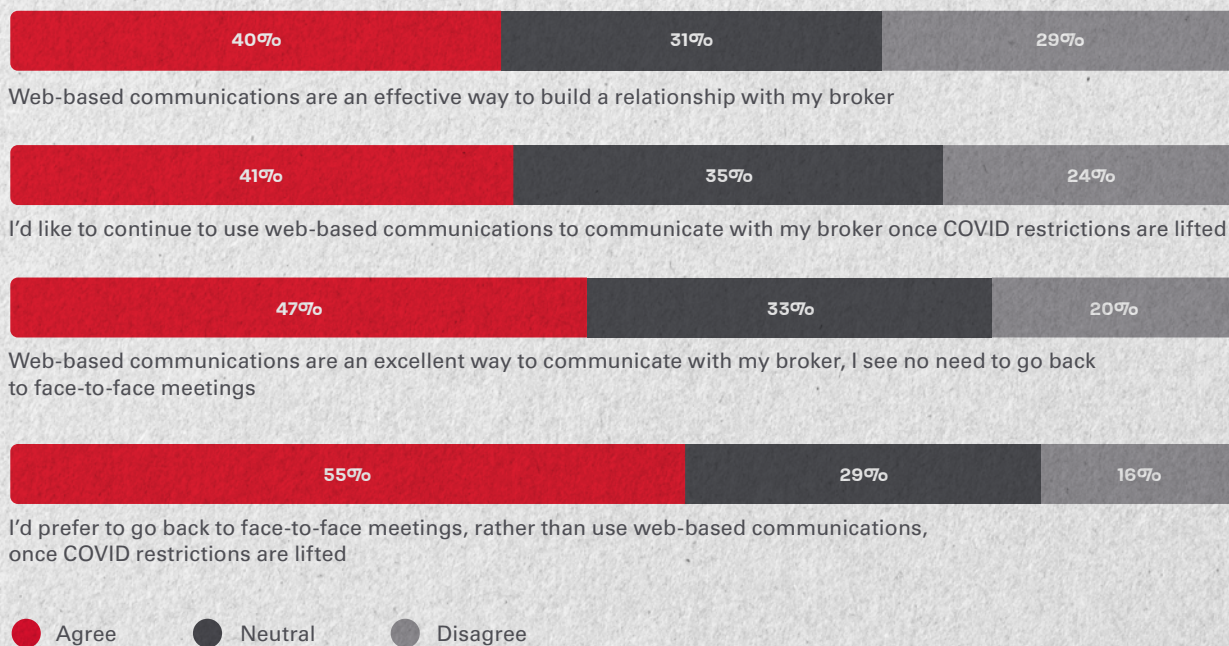 40% 31% 29%
Web-based communications are an effective way to build a relationship with my broker
41% 35% 24%
I’d like to continue to use web-based communications to communicate with my broker once COVID restrictions are lifted
47% 33% 20%
Web-based communications are an excellent way to communicate with my broker, I see no need to go back
to face-to-face meetings
55% 29% 16%
I’d prefer to go back to face-to-face meetings, rather than use web-based communications,
once COVID restrictions are lifted
Agree Neutral Disagree